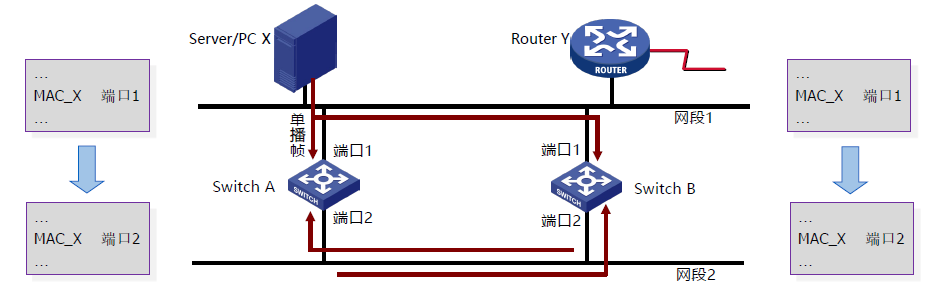 Server/PC X
Router Y
ROUTER
...
MAC_X 端口1
...
...
MAC_X 端口1
...
单播帧
网段1
端口1
端口1
Switch A
SWITCH
SWITCH
Switch B
端口2
端口2
...
MAC_X 端口2
...
...
MAC_X 端口2
...
网段2